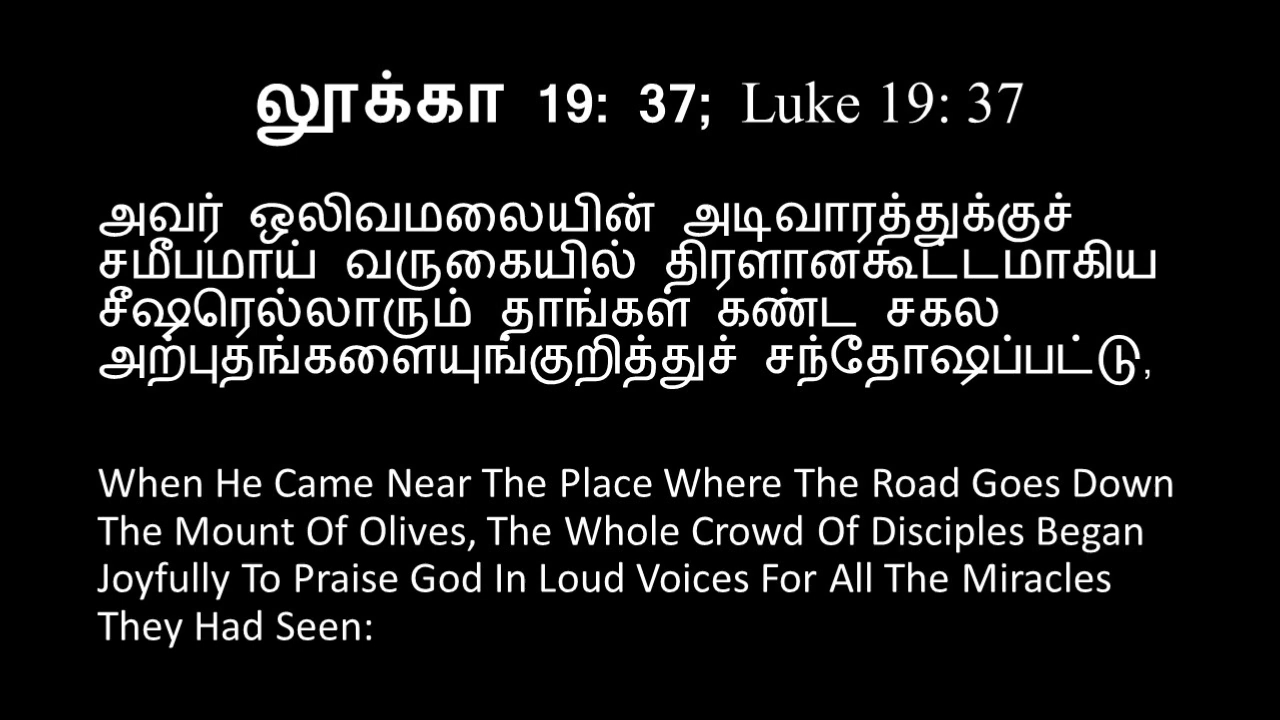 லூக்கா 19: 37; Luke 19: 37
அவர் ஒலிவமலையின் அடிவாரத்துக்குச்
சமீபமாய் வருகையில் திரளானகூட்டமாகிய
சீஷரெல்லாரும் தாங்கள் கண்ட சகல
அற்புதங்களையுங்குறித்துச் சந்தோஷப்பட்டு,
When He Came Near The Place Where The Road Goes Down
The Mount Of Olives, The Whole Crowd Of Disciples Began
Joyfully To Praise God In Loud Voices For All The Miracles
They Had Seen: